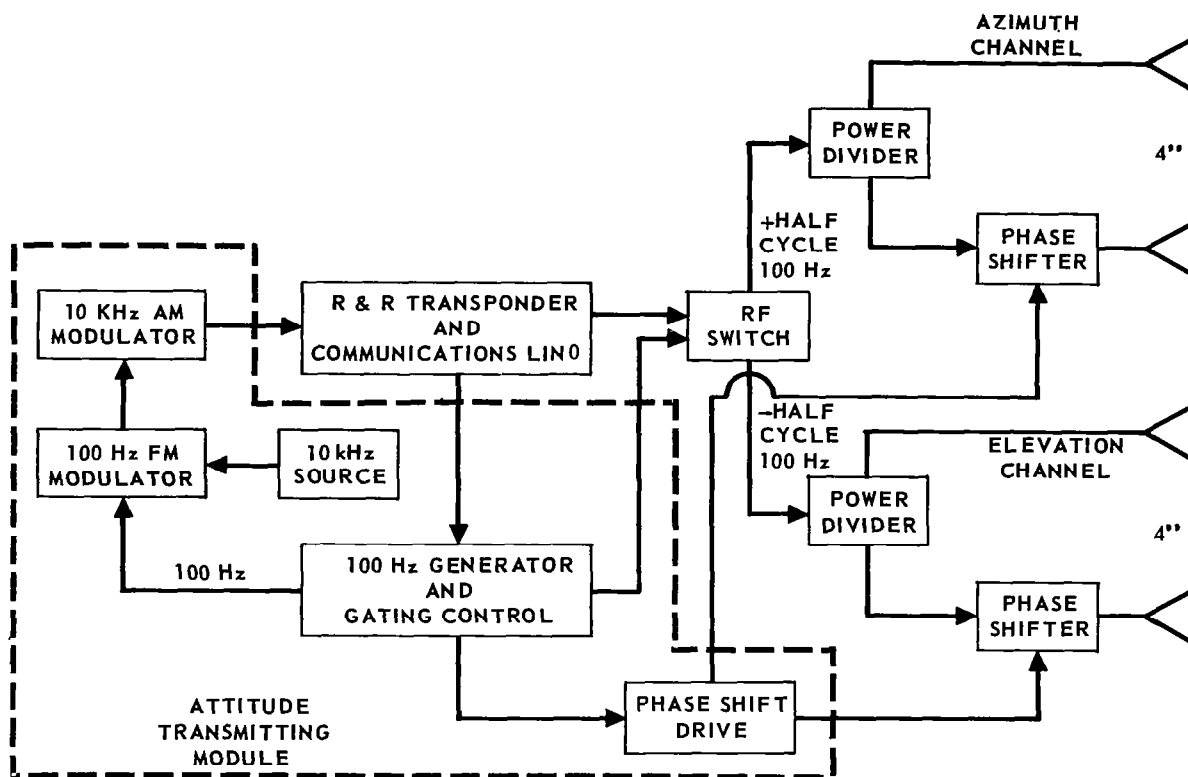 AZIMUTH
CHANNEL
POWER
DIVIDER
4"
+HALF
CYCLE
100 Hz
PHASE
SHIFTER
10 KHz AM
MODULATOR
R & R TRANSPONDER
AND
COMMUNICATIONS LIN0
RF
SWITCH
-HALF
CYCLE
100 Hz
ELEVATION
CHANNEL
100 Hz FM
MODULATOR
10 kHz
SOURCE
POWER
DIVIDER
4"
100 Hz
100 Hz GENERATOR
AND
GATING CONTROL
PHASE
SHIFTER
ATTITUDE
TRANSMITTING
MODULE
PHASE SHIFT
DRIVE